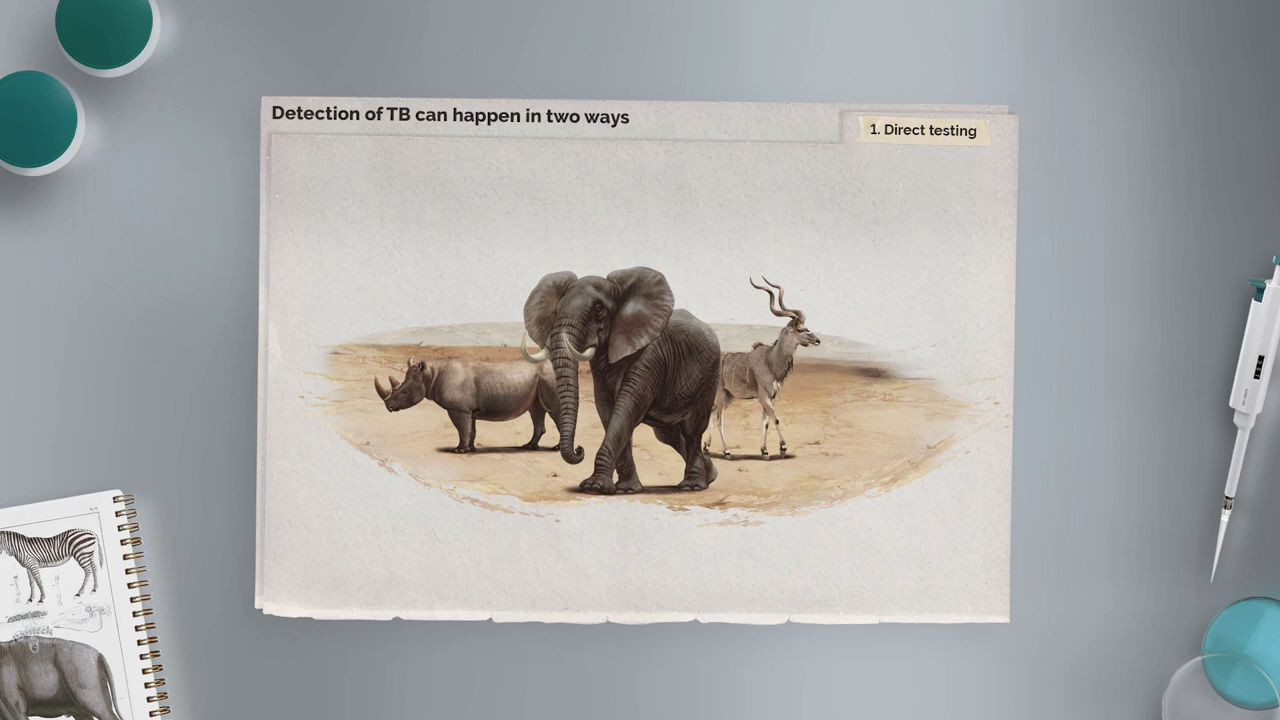 Detection of TB can happen in two ways
1. Direct testing